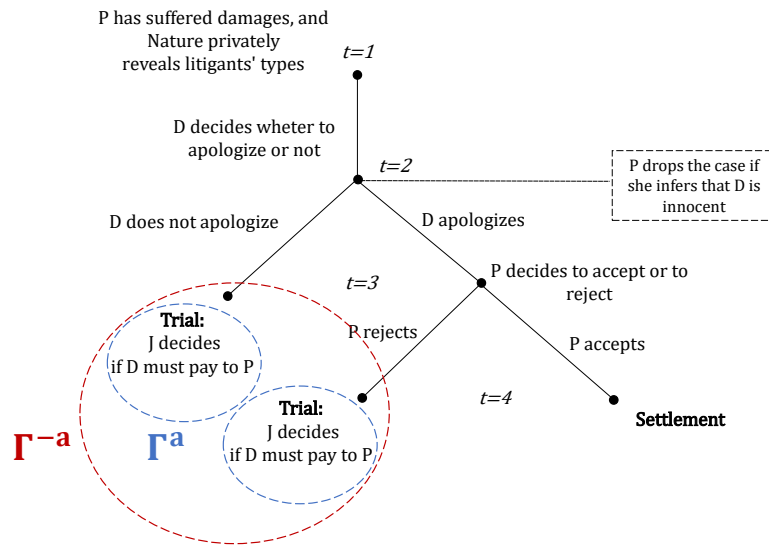 P has suffered damages, and
Nature privately
reveals litigants' types
t=1
D decides wheter to
apologize or not
t=2
P drops the case if
she infers that D is
innocent
D does not apologize
D apologizes
P decides to accept or to
reject
t=3
Trial:
J decides
if D must pay to P
P rejects
P accepts
t=4
Trial:
J decides
if D must pay to P
Settlement
Γ⁻ᵃ
Γᵃ